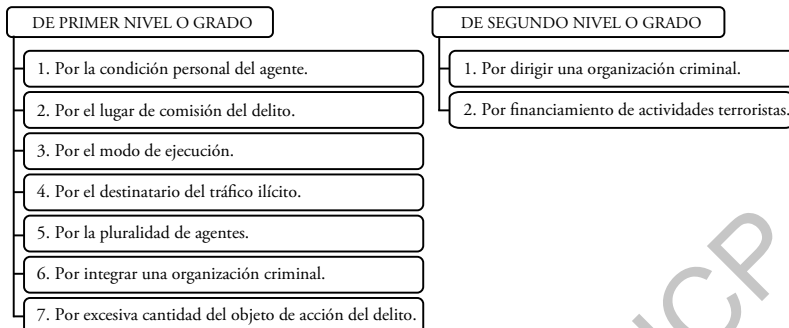 DE PRIMER NIVEL O GRADO
1. Por la condición personal del agente.
2. Por el lugar de comisión del delito.
3. Por el modo de ejecución.
4. Por el destinatario del tráfico ilícito.
5. Por la pluralidad de agentes.
6. Por integrar una organización criminal.
7. Por excesiva cantidad del objeto de acción del delito.
DE SEGUNDO NIVEL O GRADO
1. Por dirigir una organización criminal.
2. Por financiamiento de actividades terroristas.